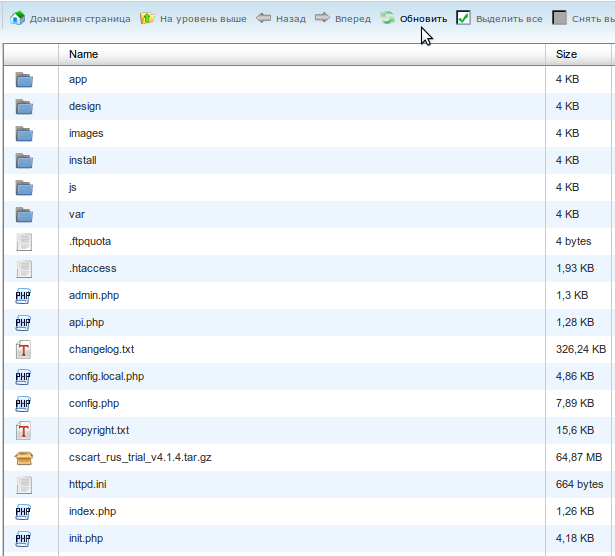 Домашняя страница На уровень выше Назад Вперед Обновить Выделить все Снять вы
Name Size
app 4 KB
design 4 KB
images 4 KB
install 4 KB
js 4 KB
var 4 KB
.ftpquota 4 bytes
.htaccess 1,93 KB
PHP admin.php 1,3 KB
PHP api.php 1,28 KB
T changelog.txt 326,24 KB
PHP config.local.php 4,86 KB
PHP config.php 7,89 KB
T copyright.txt 15,6 KB
cscart_rus_trial_v4.1.4.tar.gz 64,87 MB
httpd.ini 664 bytes
PHP index.php 1,26 KB
PHP init.php 4,18 KB